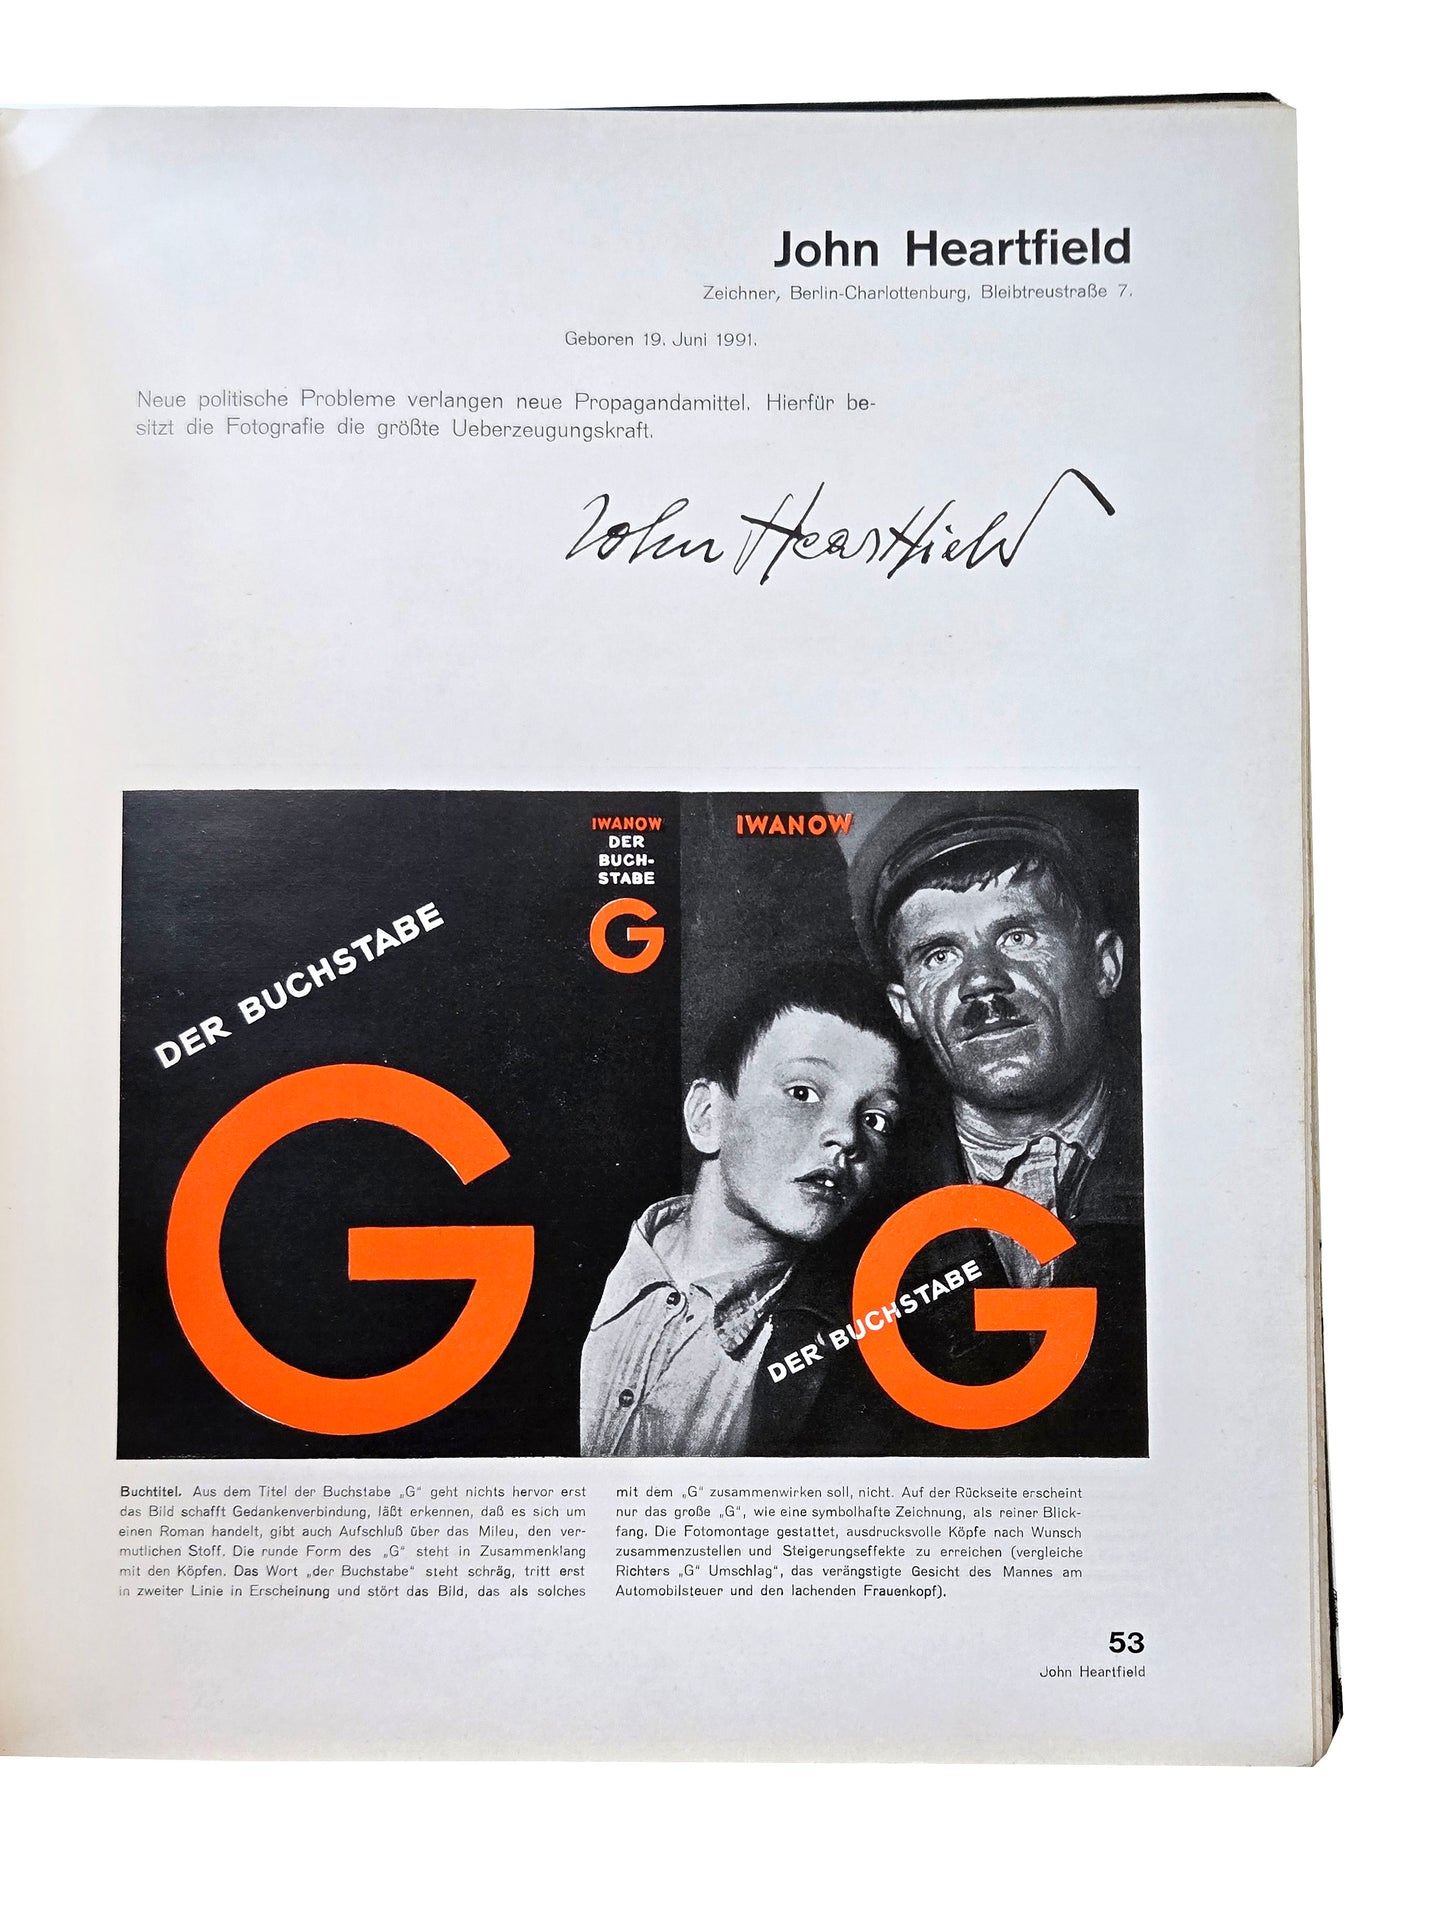 John Heartfield
Zeichner, Berlin-Charlottenburg, Bleibtreustraße 7.
Geboren 19. Juni 1991.
Neue politische Probleme verlangen neue Propagandamittel. Hierfür be-
sitzt die Fotografie die größte Ueberzeugungskraft.
John Heartfield
DER BUCHSTABE
G
IWANOW
DER
BUCH-
STABE
G
IWANOW
DER BUCHSTABE
G
Buchtitel. Aus dem Titel der Buchstabe „G“ geht nichts hervor erst
das Bild schafft Gedankenverbindung, läßt erkennen, daß es sich um
einen Roman handelt, gibt auch Aufschluß über das Mileu, den ver-
mutlichen Stoff. Die runde Form des „G“ steht in Zusammenklang
mit den Köpfen. Das Wort „der Buchstabe“ steht schräg, tritt erst
in zweiter Linie in Erscheinung und stört das Bild, das als solches
mit dem „G“ zusammenwirken soll, nicht. Auf der Rückseite erscheint
nur das große „G“, wie eine symbolhafte Zeichnung, als reiner Blick-
fang. Die Fotomontage gestattet, ausdrucksvolle Köpfe nach Wunsch
zusammenzustellen und Steigerungseffekte zu erreichen (vergleiche
Richters „G“ Umschlag“, das verängstigte Gesicht des Mannes am
Automobilsteuer und den lachenden Frauenkopf).
53
John Heartfield